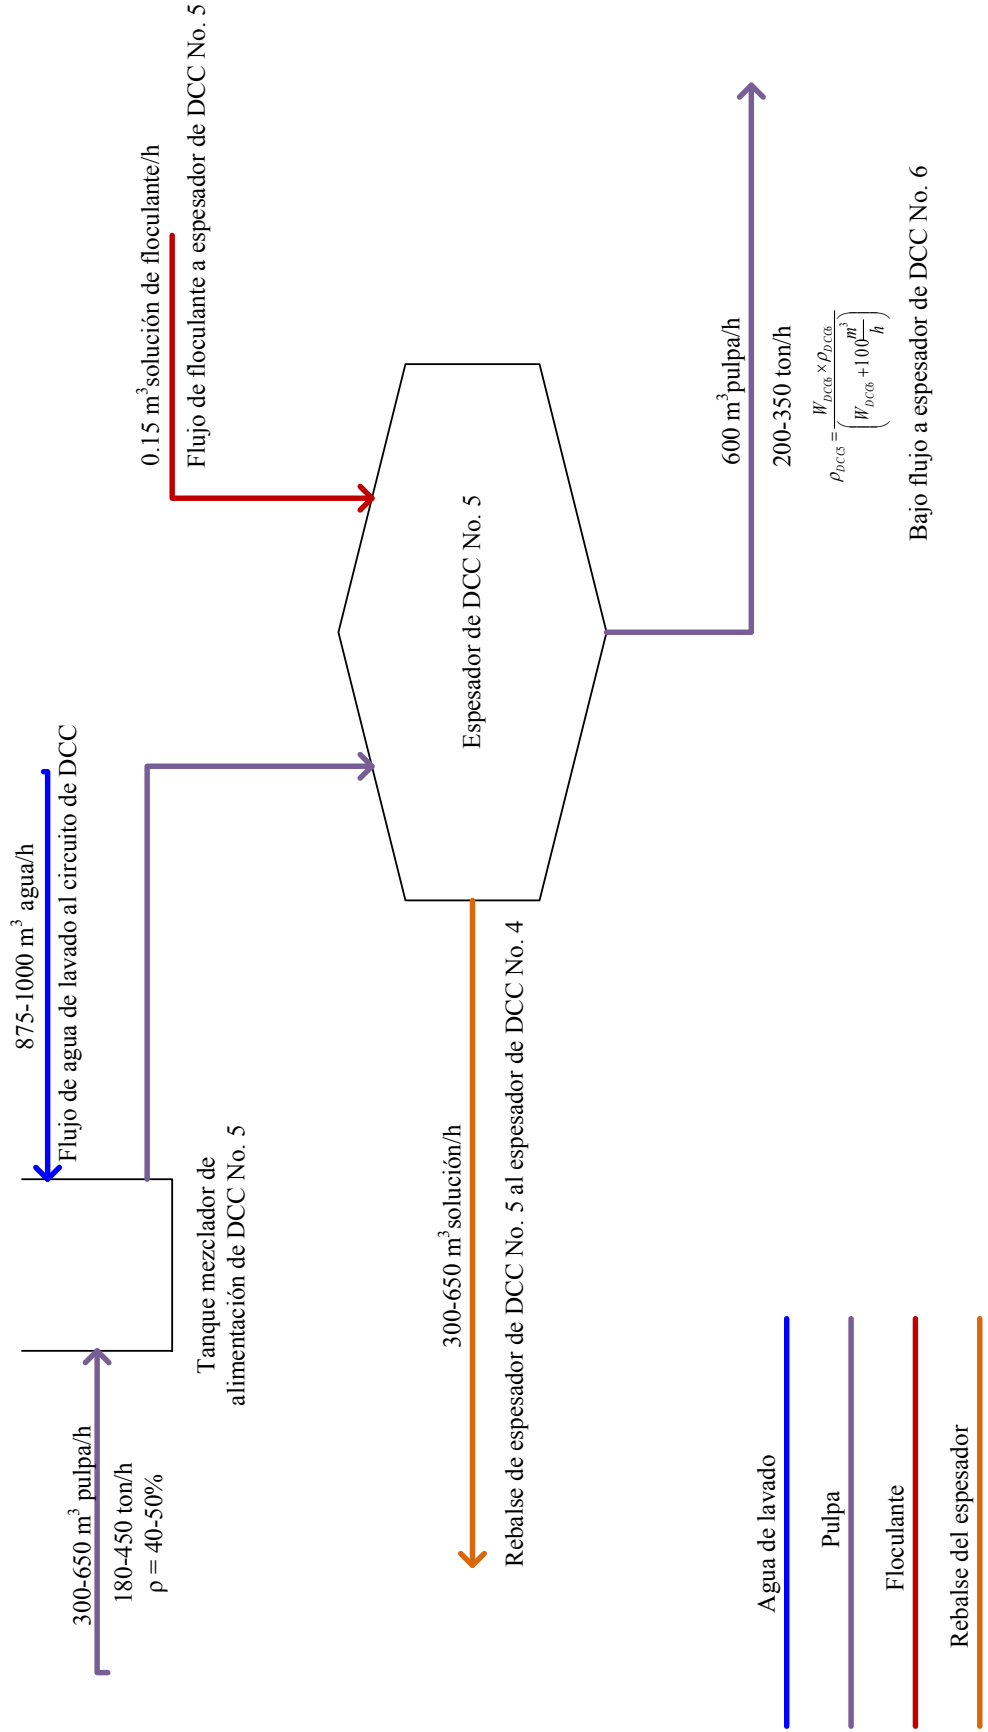 300-650 m³ pulpa/h
180-450 ton/h
ρ = 40-50%
875-1000 m³ agua/h
Flujo de agua de lavado al circuito de DCC
Tanque mezclador de
alimentación de DCC No. 5
0.15 m³solución de floculante/h
Flujo de floculante a espesador de DCC No. 5
Espesador de DCC No. 5
300-650 m³solución/h
Rebalse de espesador de DCC No. 5 al espesador de DCC No. 4
600 m³pulpa/h
200-350 ton/h
ρ_DCC5 = (W_DCC6 × ρ_DCC6) / (W_DCC6 + 100 m³/h)
Bajo flujo a espesador de DCC No. 6
Agua de lavado
Pulpa
Floculante
Rebalse del espesador